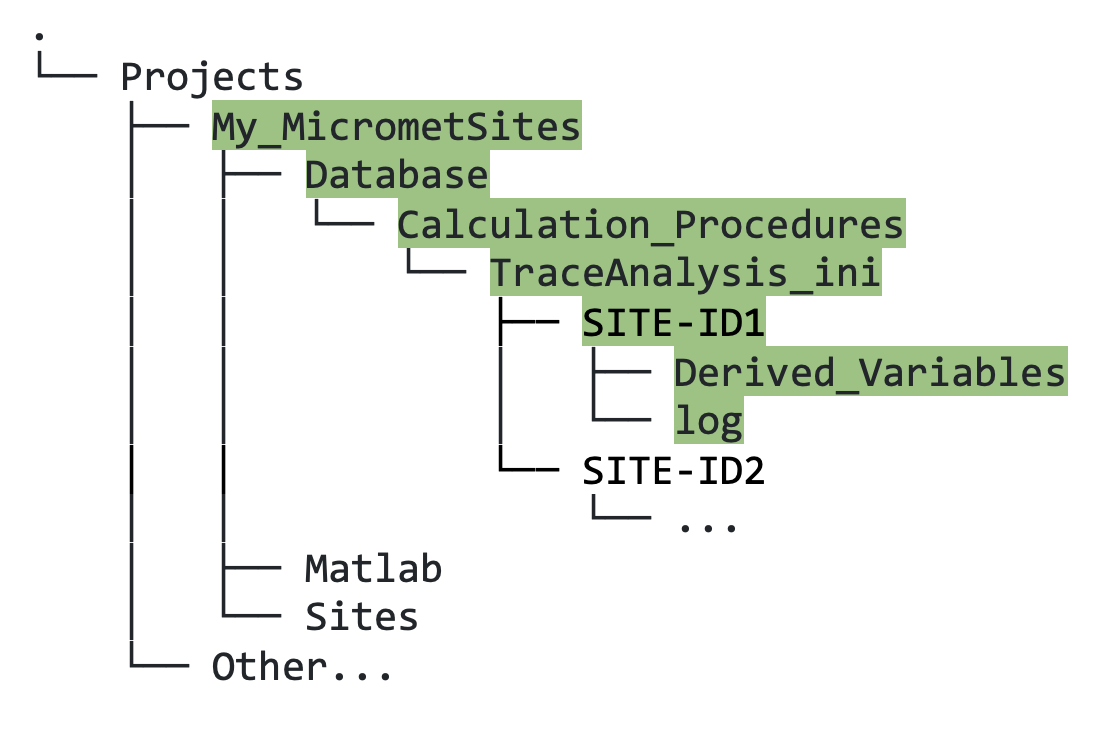 .
Projects
My_MicrometSites
Database
Calculation_Procedures
TraceAnalysis_ini
SITE-ID1
Derived_Variables
log
SITE-ID2
...
Matlab
Sites
Other...